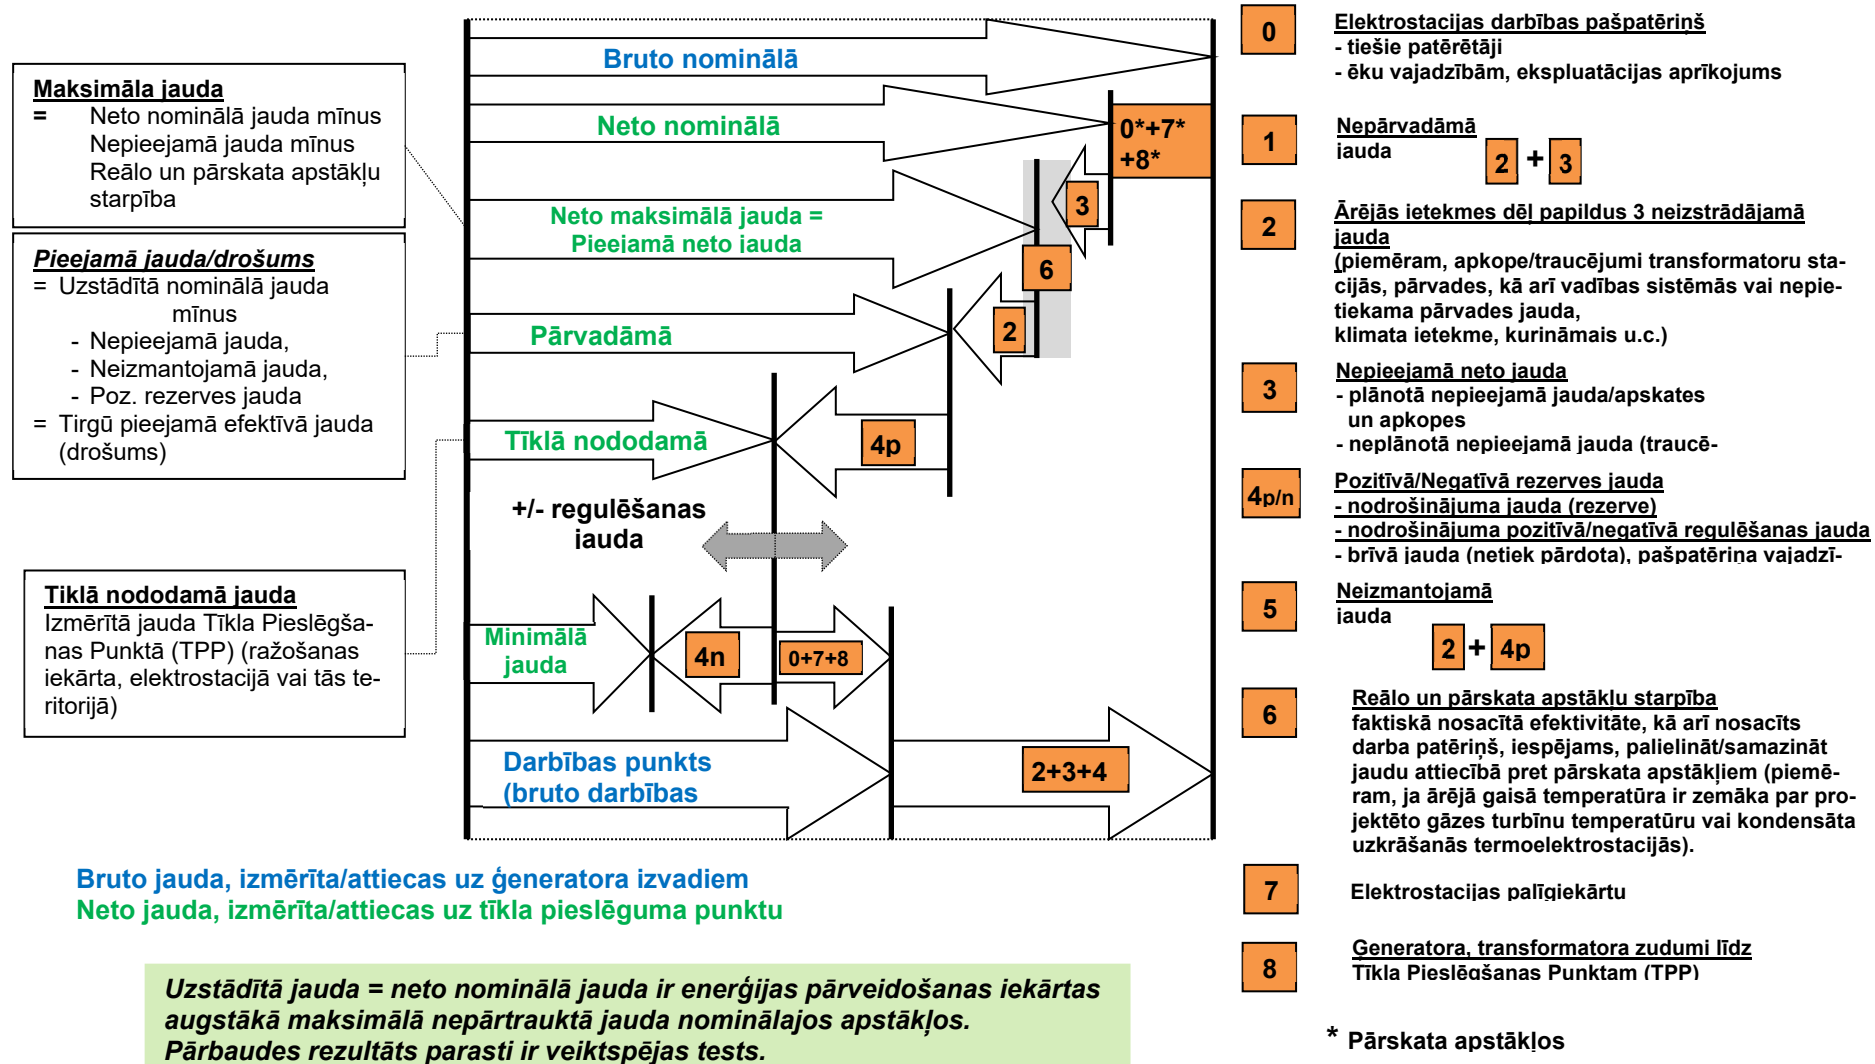 Maksimāla jauda
= Neto nominālā jauda mīnus
Nepieejamā jauda mīnus
Reālo un pārskata apstākļu
starpība
Pieejamā jauda/drošums
= Uzstādītā nominālā jauda
mīnus
- Nepieejamā jauda,
- Neizmantojamā jauda,
- Poz. rezerves jauda
= Tirgū pieejamā efektīvā jauda
(drošums)
Tiklā nododamā jauda
Izmērītā jauda Tīkla Pieslēgša-
nas Punktā (TPP) (ražošanas
iekārta, elektrostacijā vai tās te-
ritorijā)
Bruto nominālā
Neto nominālā
0*+7*
+8*
Neto maksimālā jauda =
Pieejamā neto jauda
3
6
Pārvadāmā
2
Tīklā nododamā
4p
+/- regulēšanas
jauda
Minimālā
jauda
4n
0+7+8
Darbības punkts
(bruto darbības
2+3+4
Bruto jauda, izmērīta/attiecas uz ģeneratora izvadiem
Neto jauda, izmērīta/attiecas uz tīkla pieslēguma punktu
Uzstādītā jauda = neto nominālā jauda ir enerģijas pārveidošanas iekārtas
augstākā maksimālā nepārtrauktā jauda nominālajos apstākļos.
Pārbaudes rezultāts parasti ir veiktspējas tests.
0 Elektrostacijas darbības pašpatēriņš
- tiešie patērētāji
- ēku vajadzībām, ekspluatācijas aprīkojums
1 Nepārvadāmā
jauda
2 + 3
2 Ārējās ietekmes dēļ papildus 3 neizstrādājamā
jauda
(piemēram, apkope/traucējumi transformatoru sta-
cijās, pārvades, kā arī vadības sistēmās vai nepie-
tiekama pārvades jauda,
klimata ietekme, kurināmais u.c.)
3 Nepieejamā neto jauda
- plānotā nepieejamā jauda/apskates
un apkopes
- neplānotā nepieejamā jauda (traucē-
4p/n Pozitīvā/Negatīvā rezerves jauda
- nodrošinājuma jauda (rezerve)
- nodrošinājuma pozitīvā/negatīvā regulēšanas jauda
- brīvā jauda (netiek pārdota), pašpatēriņa vajadzī-
5 Neizmantojamā
jauda
2 + 4p
6 Reālo un pārskata apstākļu starpība
faktiskā nosacītā efektivitāte, kā arī nosacīts
darba patēriņš, iespējams, palielināt/samazināt
jaudu attiecībā pret pārskata apstākļiem (piemē-
ram, ja ārējā gaisā temperatūra ir zemāka par pro-
jektēto gāzes turbīnu temperatūru vai kondensāta
uzkrāšanās termoelektrostacijās).
7 Elektrostacijas palīgiekārtu
8 Ģeneratora, transformatora zudumi līdz
Tīkla Pieslēgšanas Punktam (TPP)
* Pārskata apstākļos